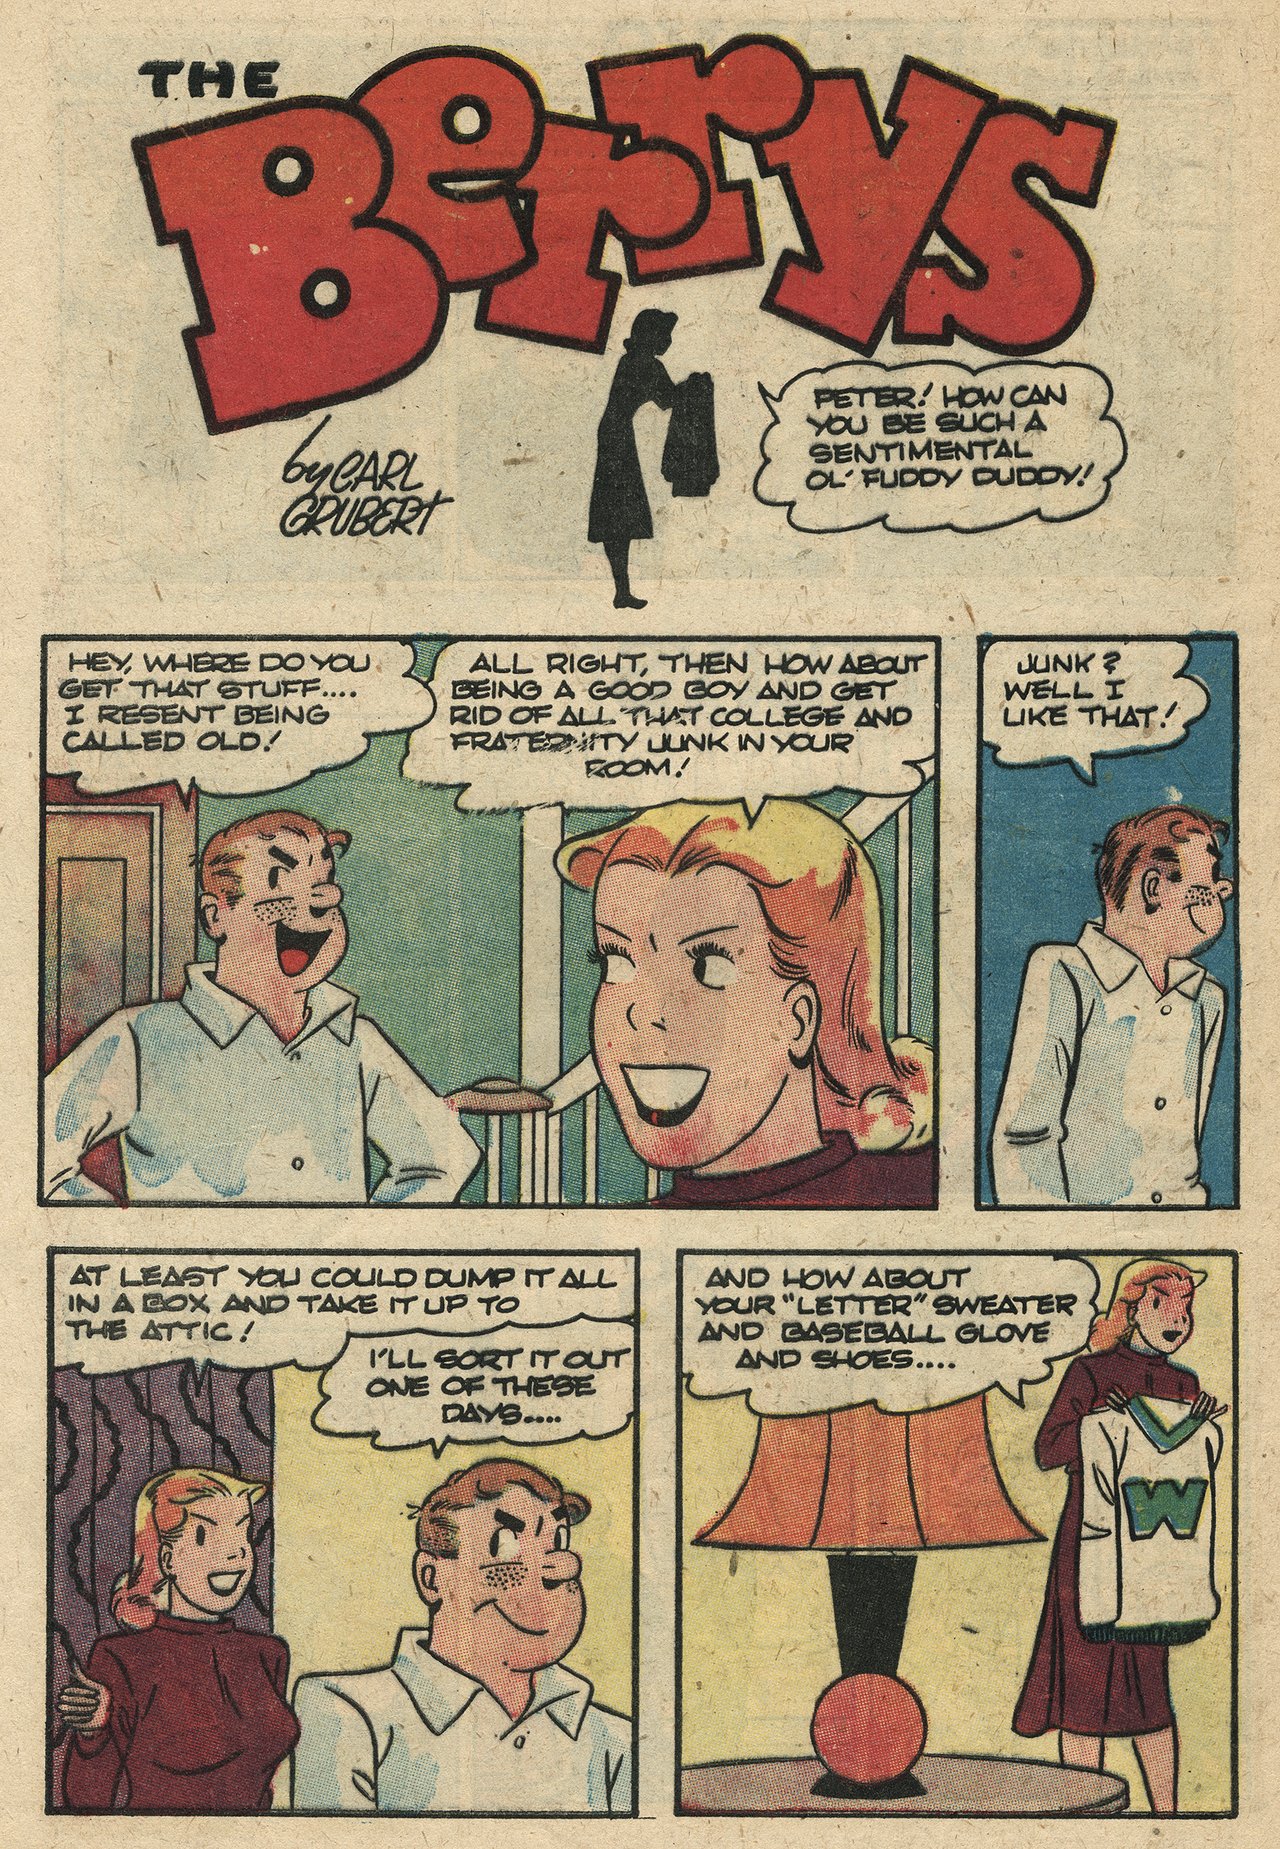 THE
BERRYS
by CARL
GRUBERT
PETER! HOW CAN
YOU BE SUCH A
SENTIMENTAL
OL' FUDDY DUDDY!
HEY, WHERE DO YOU
GET THAT STUFF....
I RESENT BEING
CALLED OLD!
ALL RIGHT, THEN HOW ABOUT
BEING A GOOD BOY AND GET
RID OF ALL THAT COLLEGE AND
FRATERNITY JUNK IN YOUR
ROOM!
JUNK?
WELL I
LIKE THAT!
AT LEAST YOU COULD DUMP IT ALL
IN A BOX AND TAKE IT UP TO
THE ATTIC!
I'LL SORT IT OUT
ONE OF THESE
DAYS....
AND HOW ABOUT
YOUR "LETTER" SWEATER
AND BASEBALL GLOVE
AND SHOES....
W